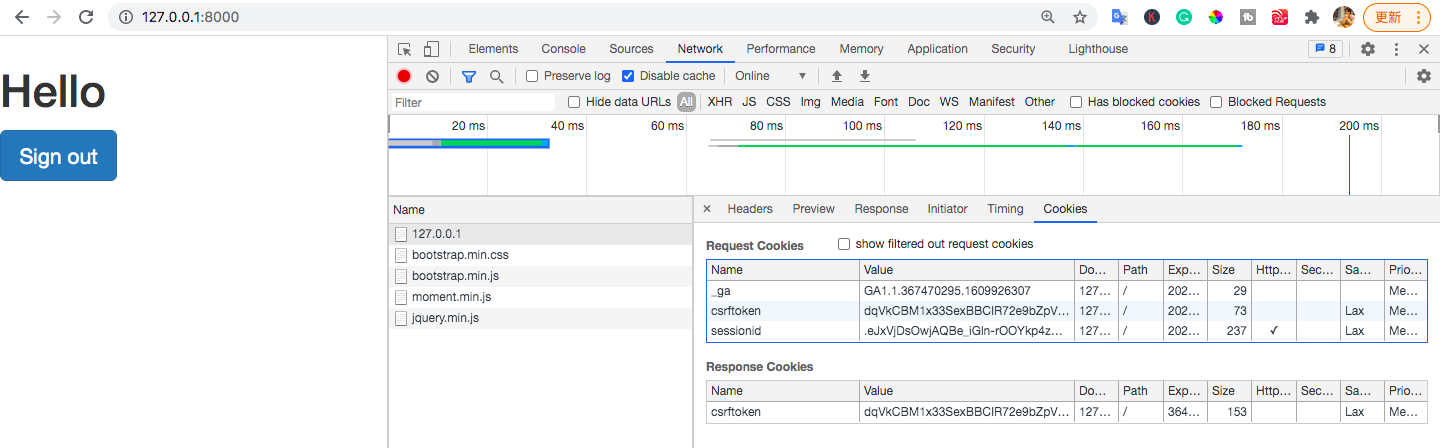 127.0.0.1:8000
更新
Hello
Sign out
Elements Console Sources Network Performance Memory Application Security Lighthouse 8
Preserve log Disable cache Online
Filter Hide data URLs All XHR JS CSS Img Media Font Doc WS Manifest Other Has blocked cookies Blocked Requests
20 ms 40 ms 60 ms 80 ms 100 ms 120 ms 140 ms 160 ms 180 ms 200 ms
Name
127.0.0.1
bootstrap.min.css
bootstrap.min.js
moment.min.js
jquery.min.js
Headers Preview Response Initiator Timing Cookies
Request Cookies show filtered out request cookies
Name Value Do… Path Exp… Size Http… Sec… Sa… Prio…
_ga GA1.1.367470295.1609926307 127… / 202… 29 Me…
csrftoken dqVkCBM1x33SexBBClR72e9bZpV… 127… / 202… 73 Lax Me…
sessionid .eJxVjDsOwjAQBe_iGln-rOOYkp4z… 127… / 202… 237 ✓ Lax Me…
Response Cookies
Name Value Do… Path Exp… Size Http… Sec… Sa… Prio…
csrftoken dqVkCBM1x33SexBBClR72e9bZpV… 127… / 364… 153 Lax Me…